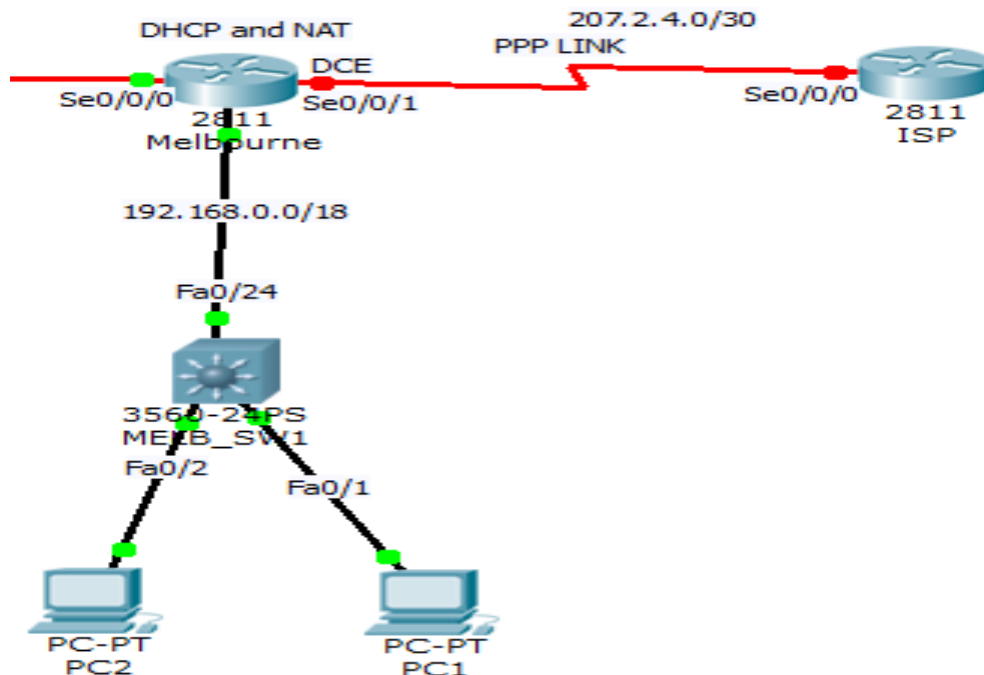 207.2.4.0/30
DHCP and NAT
PPP LINK
DCE
Se0/0/0
Se0/0/1
Se0/0/0
2811
Melbourne
2811
ISP
192.168.0.0/18
Fa0/24
3560-24PS
MELB_SW1
Fa0/2
Fa0/1
PC-PT
PC2
PC-PT
PC1